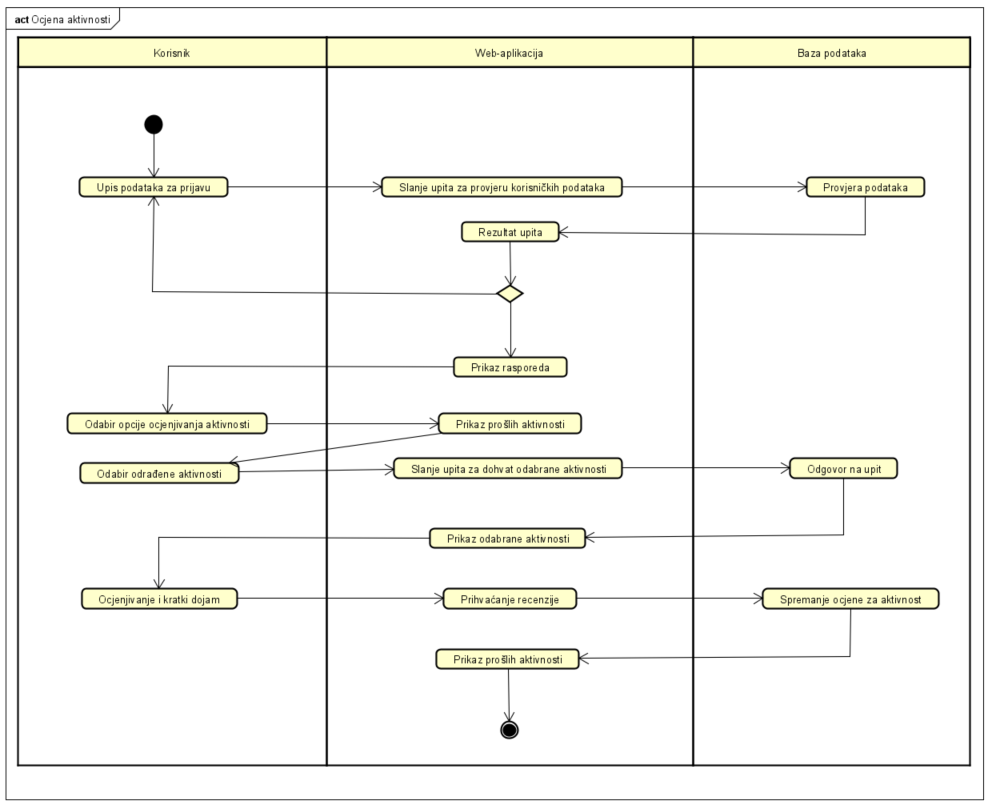 act Ocjena aktivnosti
Korisnik
Web-aplikacija
Baza podataka
Upis podataka za prijavu
Slanje upita za provjeru korisničkih podataka
Provjera podataka
Rezultat upita
Prikaz rasporeda
Odabir opcije ocjenjivanja aktivnosti
Prikaz prošlih aktivnosti
Odabir odrađene aktivnosti
Slanje upita za dohvat odabrane aktivnosti
Odgovor na upit
Prikaz odabrane aktivnosti
Ocjenjivanje i kratki dojam
Prihvaćanje recenzije
Spremanje ocjene za aktivnost
Prikaz prošlih aktivnosti